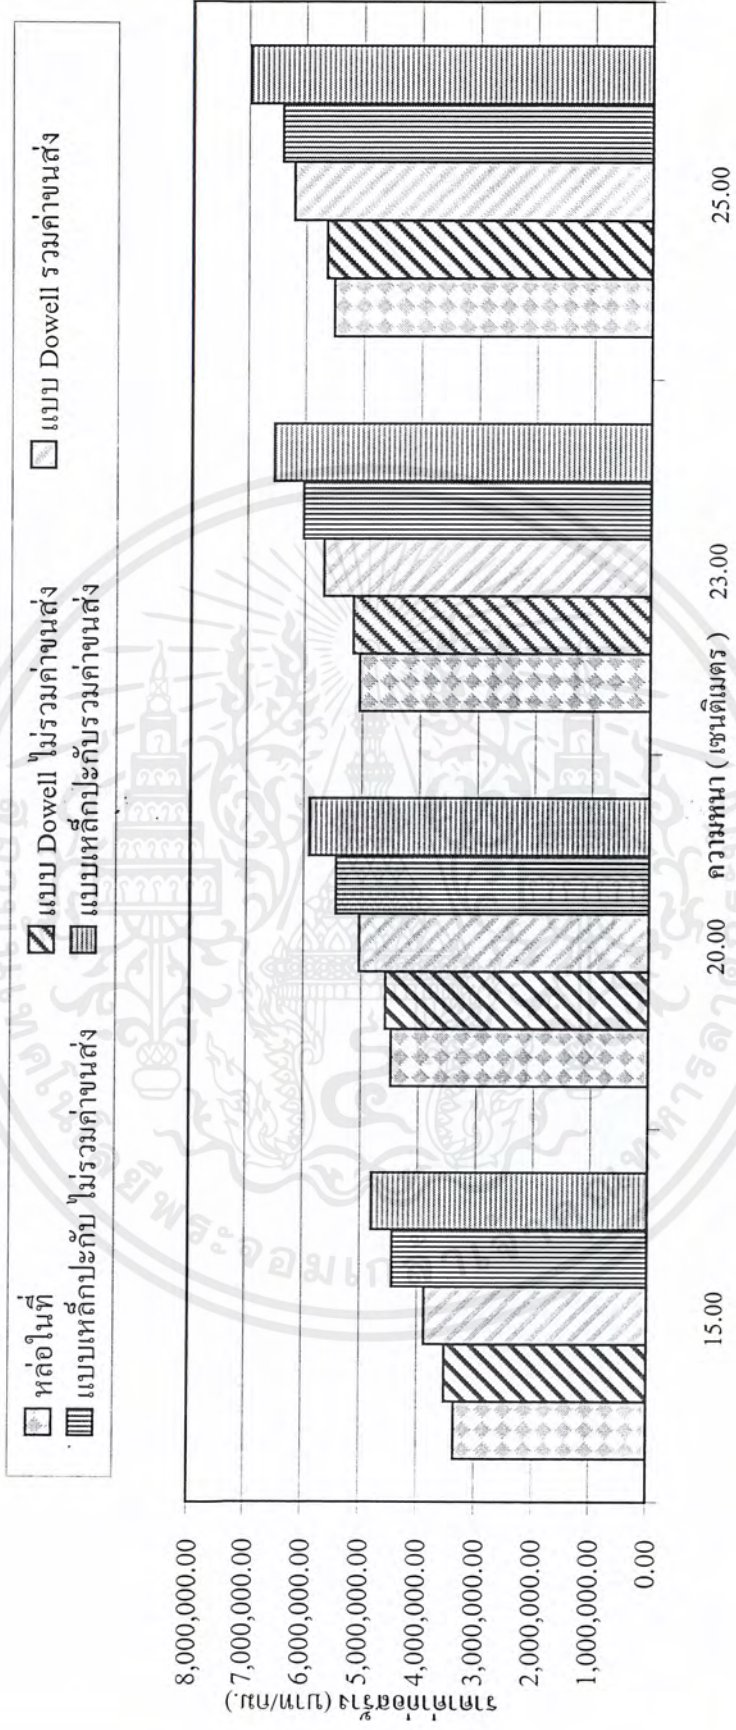 หล่อในที่
แบบ Dowell ไม่รวมค่าขนส่ง
แบบ Dowell รวมค่าขนส่ง
แบบเหล็กประกับ ไม่รวมค่าขนส่ง
แบบเหล็กประกับรวมค่าขนส่ง
ราคาค่าก่อสร้าง (บาท/กม.)
8,000,000.00
7,000,000.00
6,000,000.00
5,000,000.00
4,000,000.00
3,000,000.00
2,000,000.00
1,000,000.00
0.00
15.00
20.00
23.00
25.00
ความหนา ( เซนติเมตร )